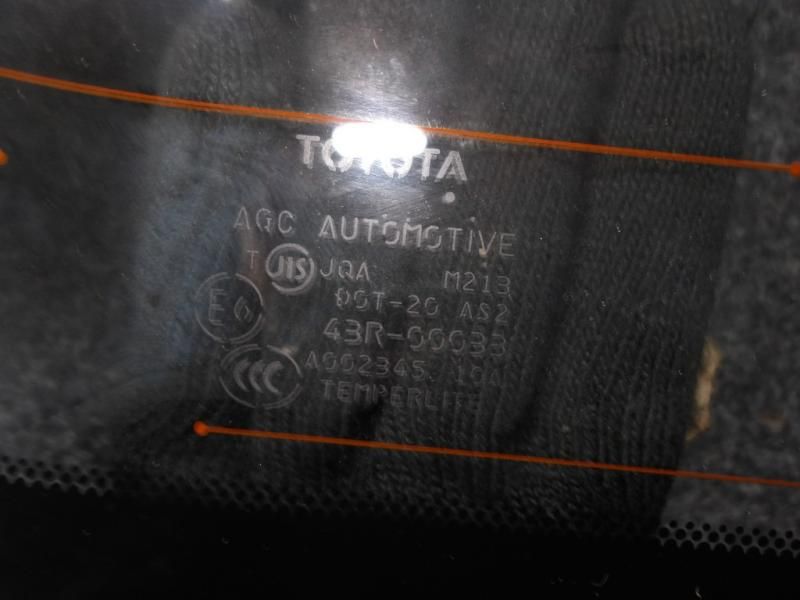 TOYOTA
AGC AUTOMOTIVE
T JIS JQA M213
DOT-20 AS2
E6 43R-00033
CCC A002345 10A
TEMPERLITE